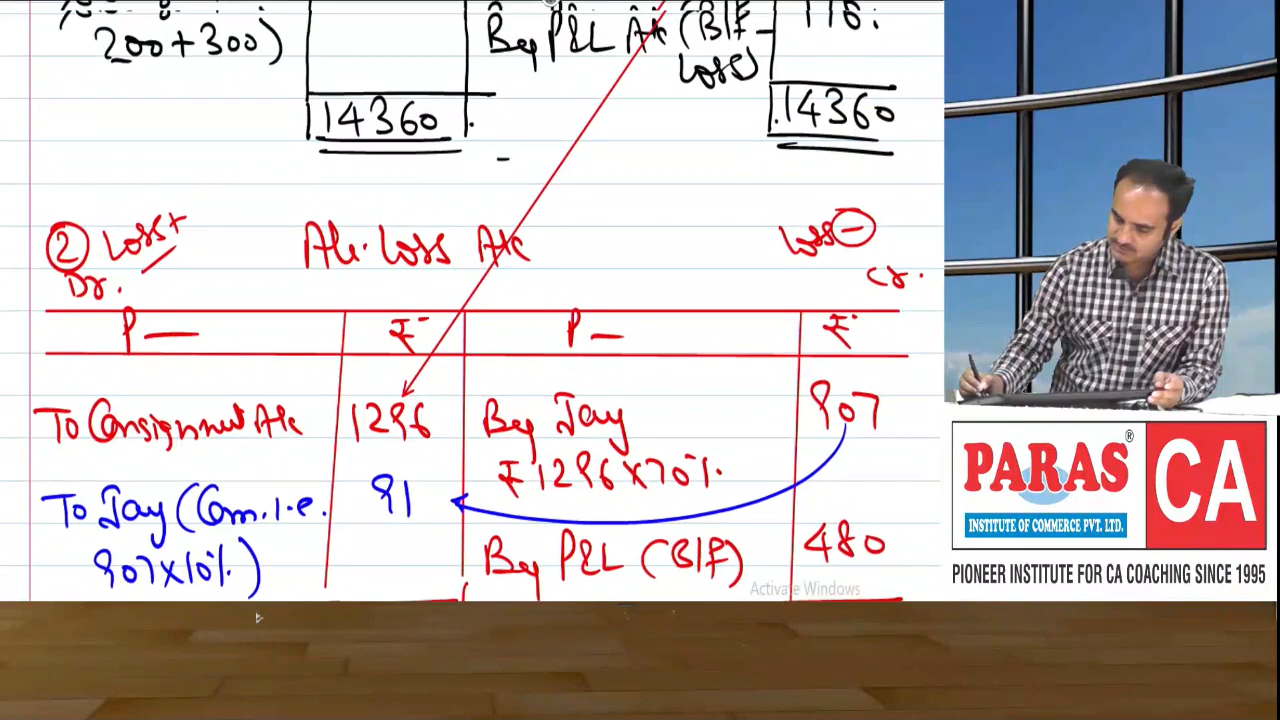 200+300)
By P&L A/c (B/F-
Loss)
116.
14360
14360
② Loss+
Abl. Loss A/c
Loss -
Dr.
Cr.
P—
₹
P—
₹
To Consignment A/c
1296
By Jay
907
₹1296×70%
To Jay (Com. i.e.
91
907×10%)
By P&L (B/F)
480
Activate Windows
PARAS®
INSTITUTE OF COMMERCE PVT. LTD.
CA
PIONEER INSTITUTE FOR CA COACHING SINCE 1995